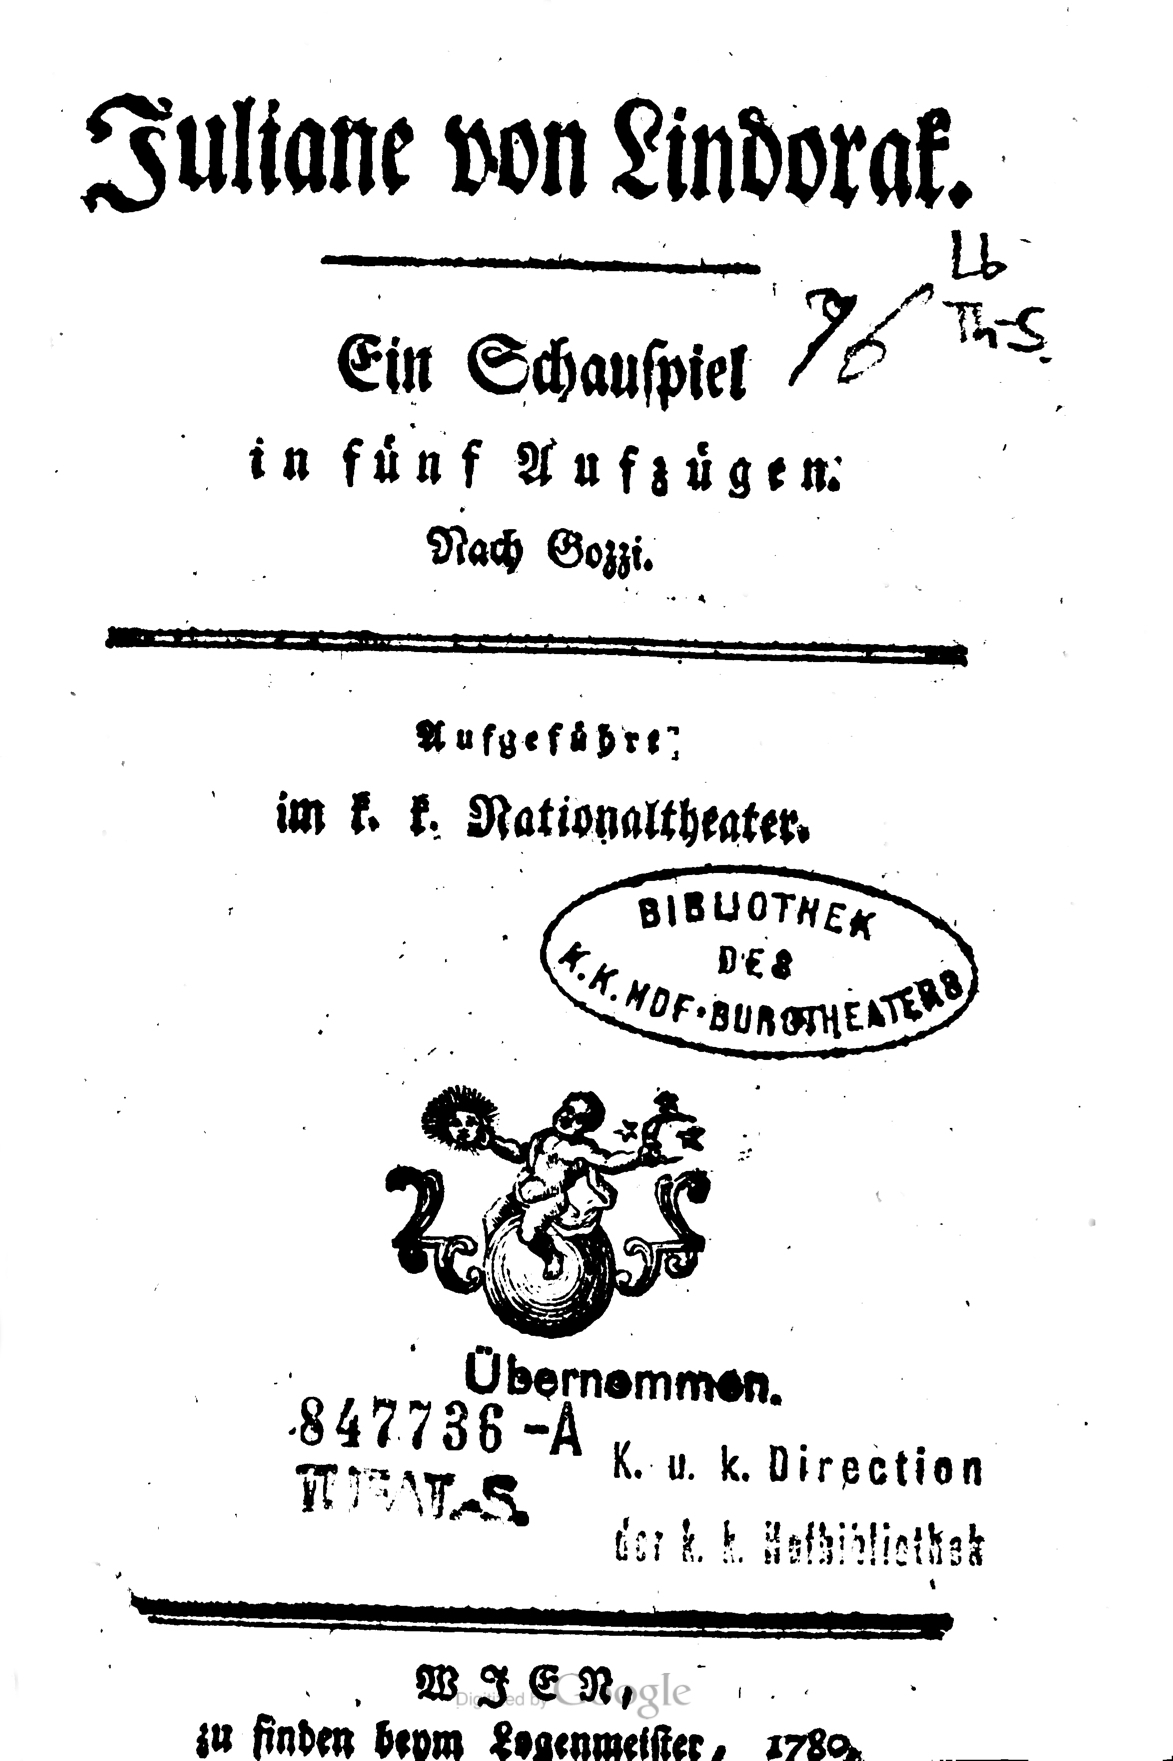 Juliane von Lindorak.
Lb
Th-S.
76
Ein Schauſpiel
in fünf Aufzügen.
Nach Gozzi.
Aufgeführt
im k. k. Nationaltheater.
BIBLIOTHEK
DES
K.K. HOF-BURGTHEATERS
Übernommen.
847736-A
THEAT.-S.
K. u. k. Direction
der k. k. Hofbibliothek
WIEN,
Digitized by Google
zu finden beym Logenmeiſter, 1780.